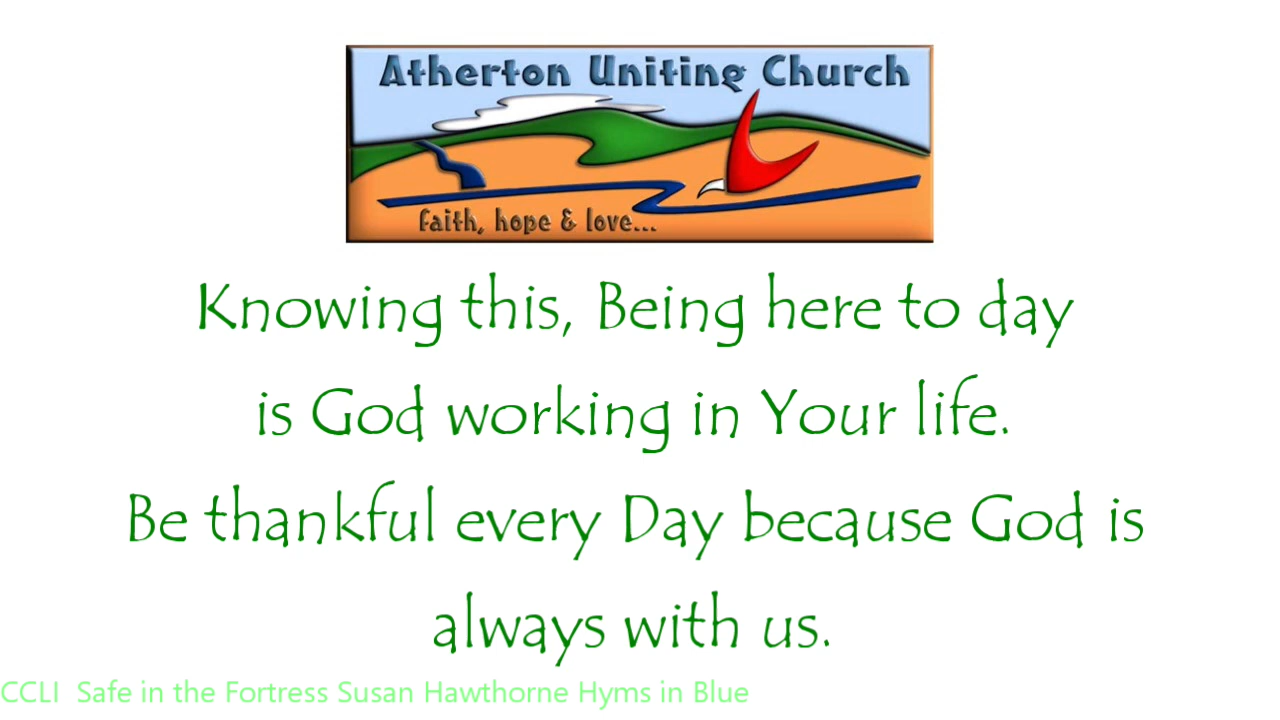 Atherton Uniting Church
faith, hope & love...
Knowing this, Being here to day
is God working in Your life.
Be thankful every Day because God is
always with us.
CCLI  Safe in the Fortress Susan Hawthorne Hyms in Blue